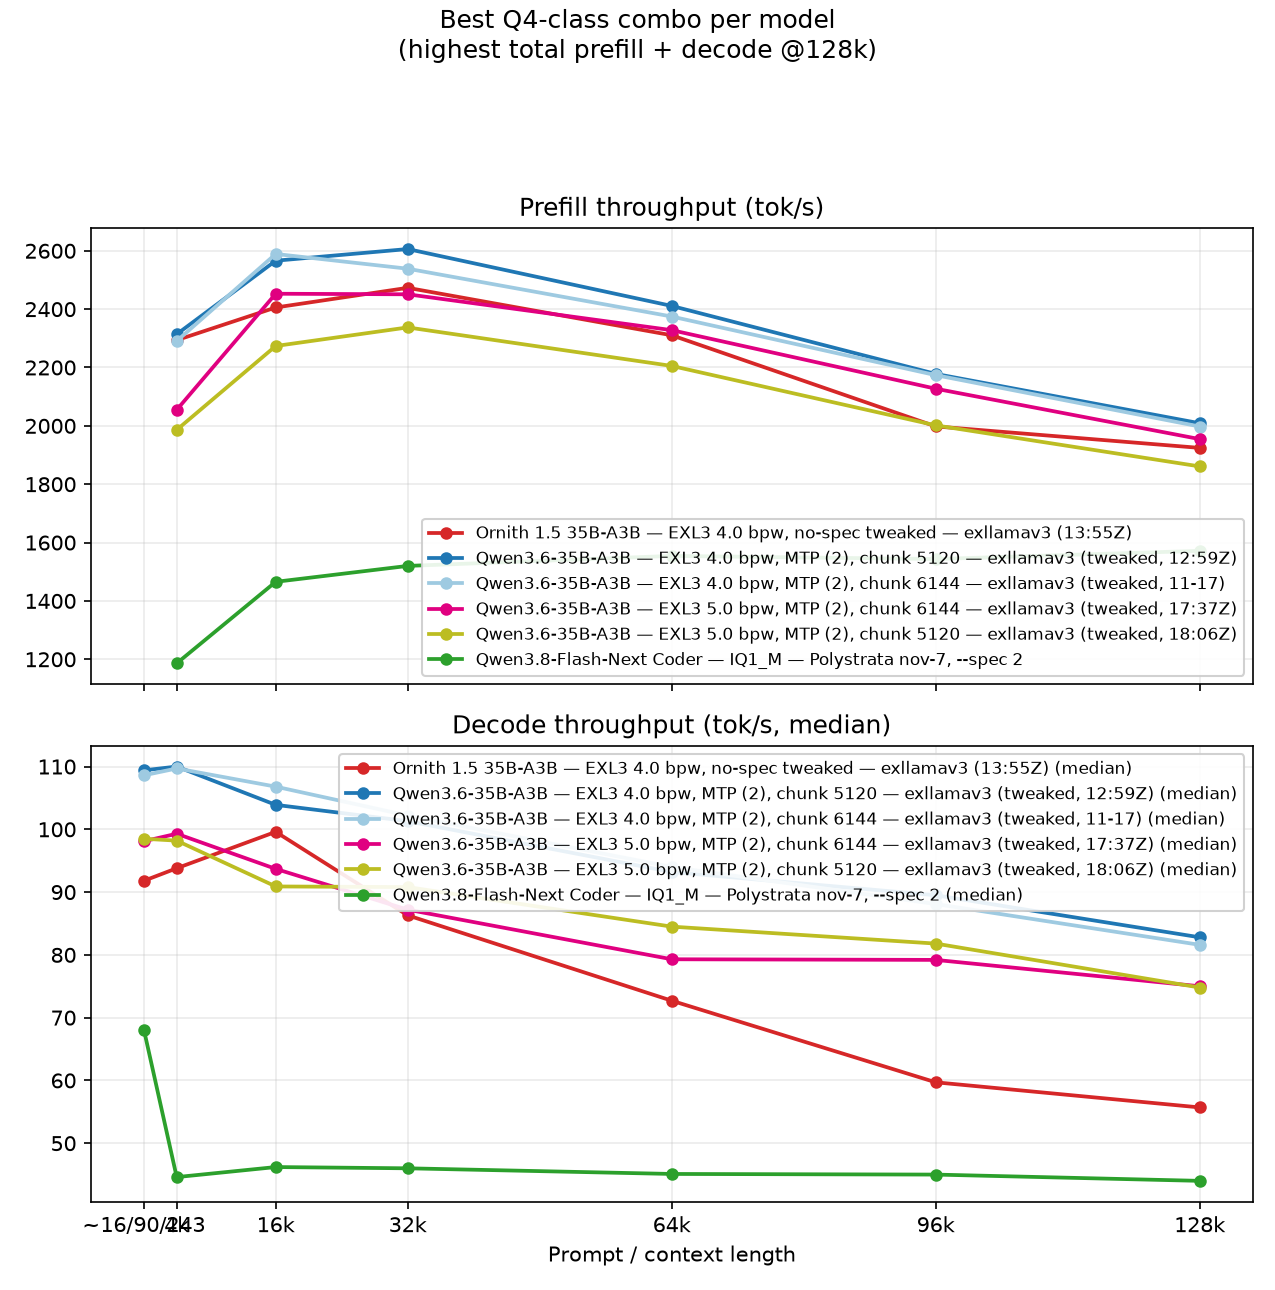 Best Q4-class combo per model
(highest total prefill + decode @128k)
Prefill throughput (tok/s)
2600
2400
2200
2000
1800
1600
1400
1200
Ornith 1.5 35B-A3B — EXL3 4.0 bpw, no-spec tweaked — exllamav3 (13:55Z)
Qwen3.6-35B-A3B — EXL3 4.0 bpw, MTP (2), chunk 5120 — exllamav3 (tweaked, 12:59Z)
Qwen3.6-35B-A3B — EXL3 4.0 bpw, MTP (2), chunk 6144 — exllamav3 (tweaked, 11-17)
Qwen3.6-35B-A3B — EXL3 5.0 bpw, MTP (2), chunk 6144 — exllamav3 (tweaked, 17:37Z)
Qwen3.6-35B-A3B — EXL3 5.0 bpw, MTP (2), chunk 5120 — exllamav3 (tweaked, 18:06Z)
Qwen3.8-Flash-Next Coder — IQ1_M — Polystrata nov-7, --spec 2
Decode throughput (tok/s, median)
110
100
90
80
70
60
50
Ornith 1.5 35B-A3B — EXL3 4.0 bpw, no-spec tweaked — exllamav3 (13:55Z) (median)
Qwen3.6-35B-A3B — EXL3 4.0 bpw, MTP (2), chunk 5120 — exllamav3 (tweaked, 12:59Z) (median)
Qwen3.6-35B-A3B — EXL3 4.0 bpw, MTP (2), chunk 6144 — exllamav3 (tweaked, 11-17) (median)
Qwen3.6-35B-A3B — EXL3 5.0 bpw, MTP (2), chunk 6144 — exllamav3 (tweaked, 17:37Z) (median)
Qwen3.6-35B-A3B — EXL3 5.0 bpw, MTP (2), chunk 5120 — exllamav3 (tweaked, 18:06Z) (median)
Qwen3.8-Flash-Next Coder — IQ1_M — Polystrata nov-7, --spec 2 (median)
16k
32k
64k
96k
128k
Prompt / context length